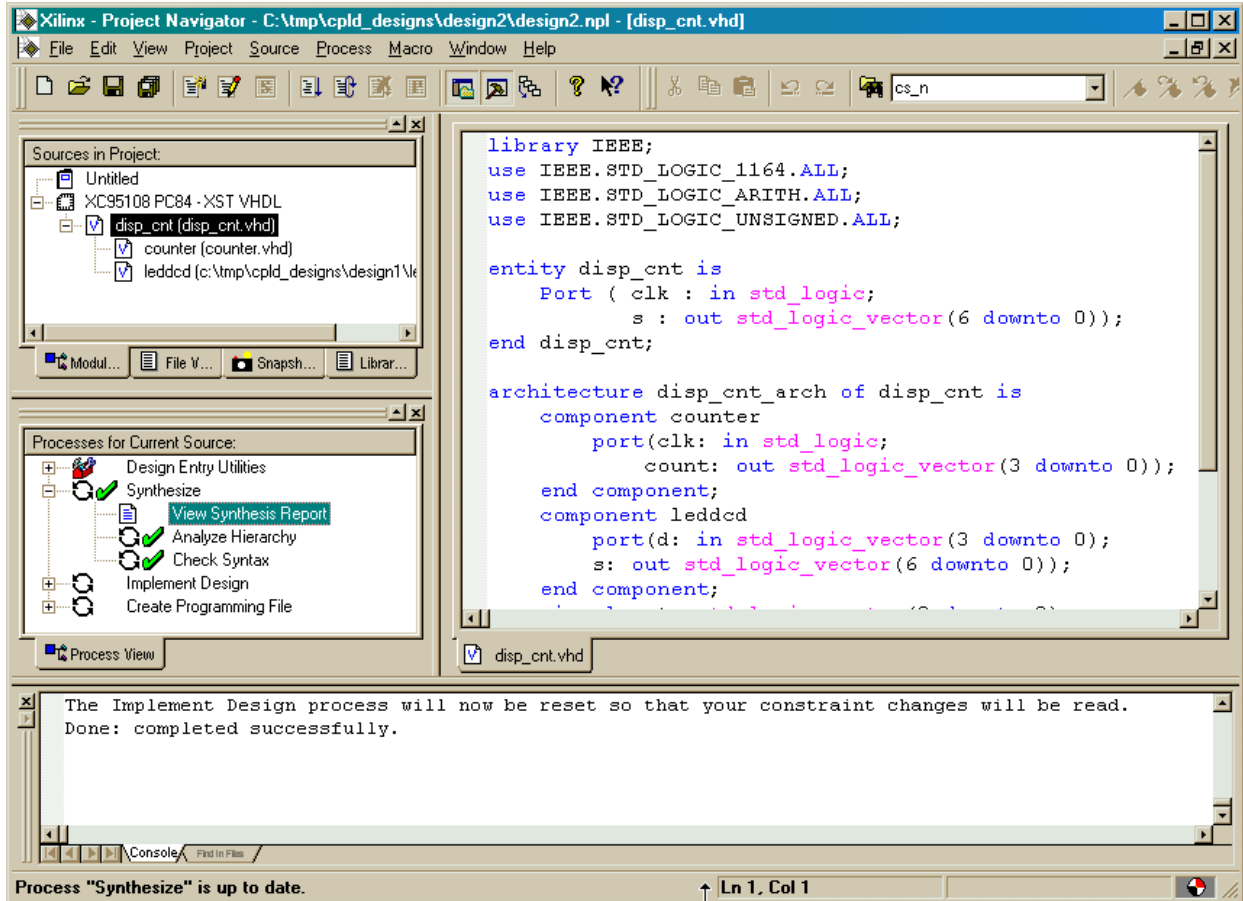 Xilinx - Project Navigator - C:\tmp\cpld_designs\design2\design2.npl - [disp_cnt.vhd]
File Edit View Project Source Process Macro Window Help
cs_n
Sources in Project:
Untitled
XC95108 PC84 - XST VHDL
disp_cnt (disp_cnt.vhd)
counter (counter.vhd)
leddcd (c:\tmp\cpld_designs\design1\le
Modul... File V... Snapsh... Librar...
Processes for Current Source:
Design Entry Utilities
Synthesize
View Synthesis Report
Analyze Hierarchy
Check Syntax
Implement Design
Create Programming File
Process View
library IEEE;
use IEEE.STD_LOGIC_1164.ALL;
use IEEE.STD_LOGIC_ARITH.ALL;
use IEEE.STD_LOGIC_UNSIGNED.ALL;
entity disp_cnt is
Port ( clk : in std_logic;
s : out std_logic_vector(6 downto 0));
end disp_cnt;
architecture disp_cnt_arch of disp_cnt is
component counter
port(clk: in std_logic;
count: out std_logic_vector(3 downto 0));
end component;
component leddcd
port(d: in std_logic_vector(3 downto 0);
s: out std_logic_vector(6 downto 0));
end component;
disp_cnt.vhd
The Implement Design process will now be reset so that your constraint changes will be read.
Done: completed successfully.
Console Find in Files
Process "Synthesize" is up to date.
Ln 1, Col 1